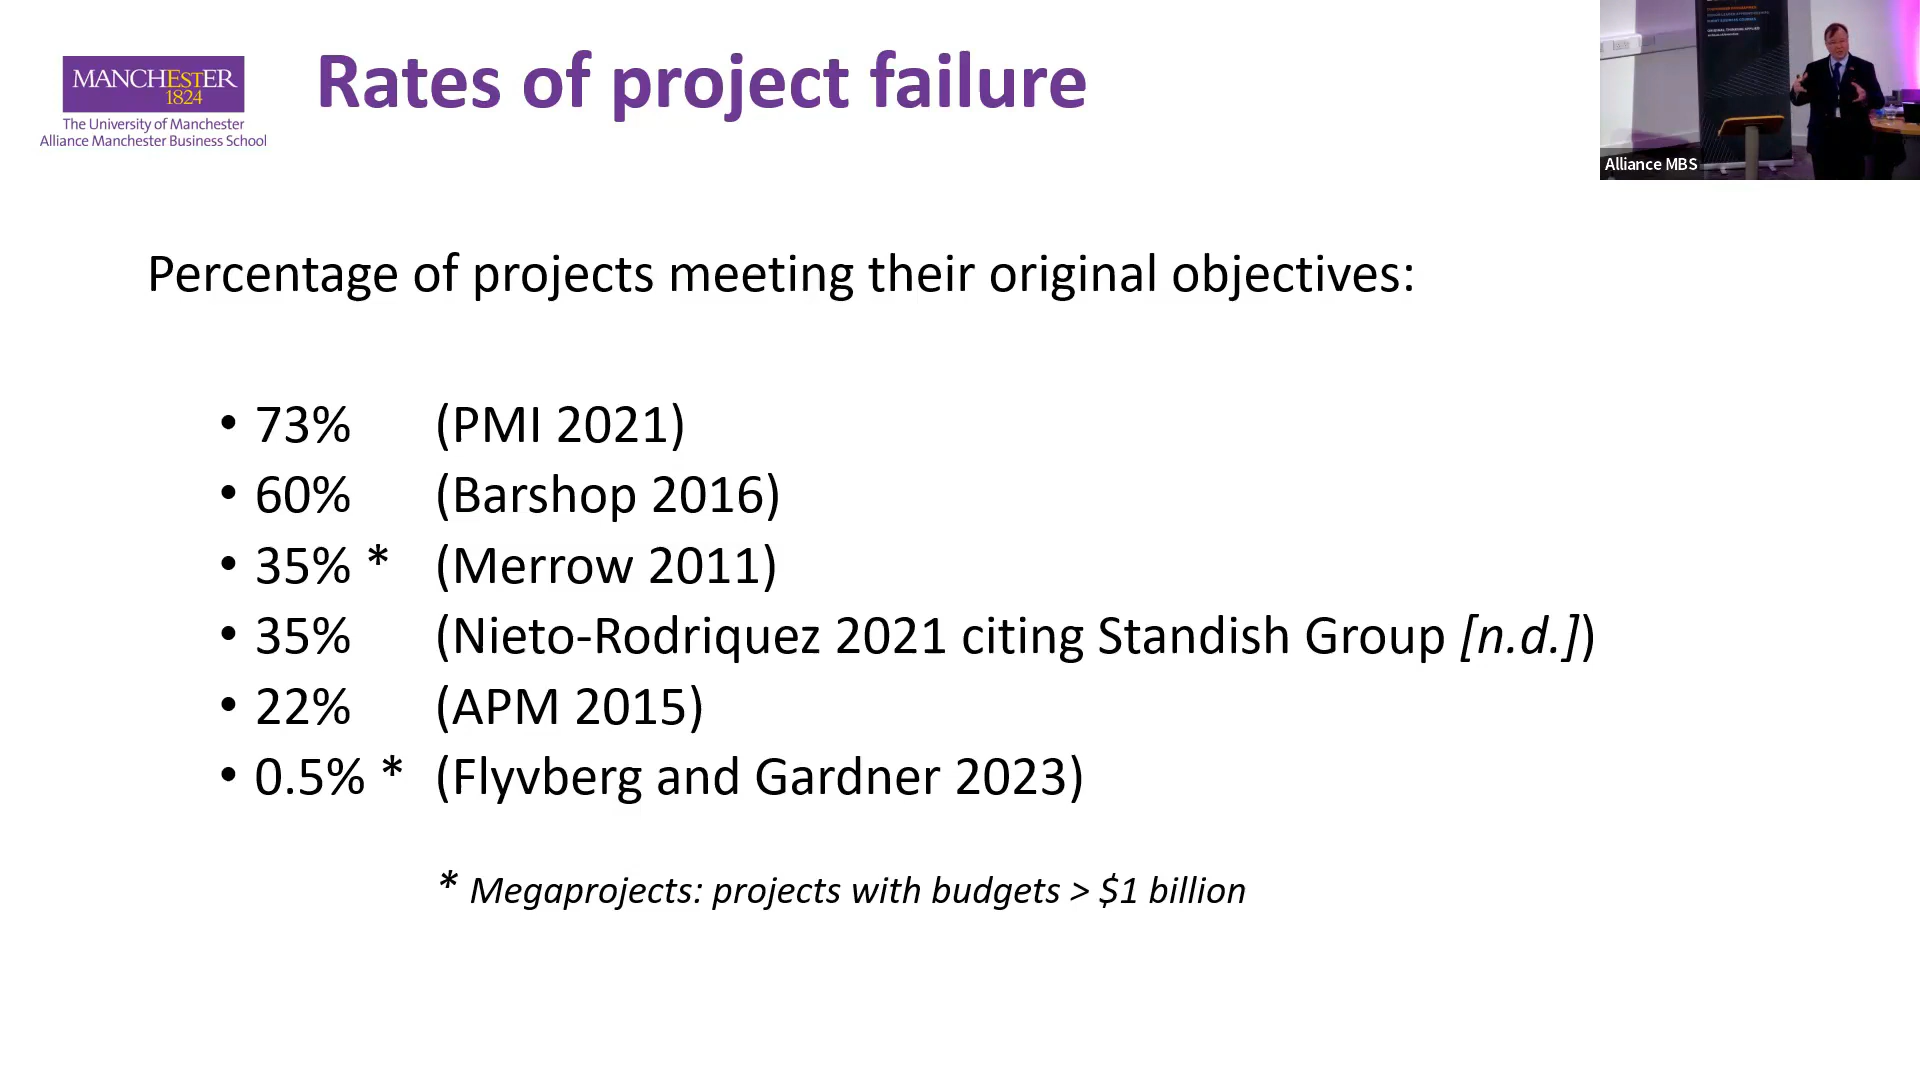 MANCHESTER
1824
The University of Manchester
Alliance Manchester Business School
Rates of project failure
Alliance MBS
Percentage of projects meeting their original objectives:
• 73% (PMI 2021)
• 60% (Barshop 2016)
• 35% * (Merrow 2011)
• 35% (Nieto-Rodriquez 2021 citing Standish Group [n.d.])
• 22% (APM 2015)
• 0.5% * (Flyvberg and Gardner 2023)
* Megaprojects: projects with budgets > $1 billion